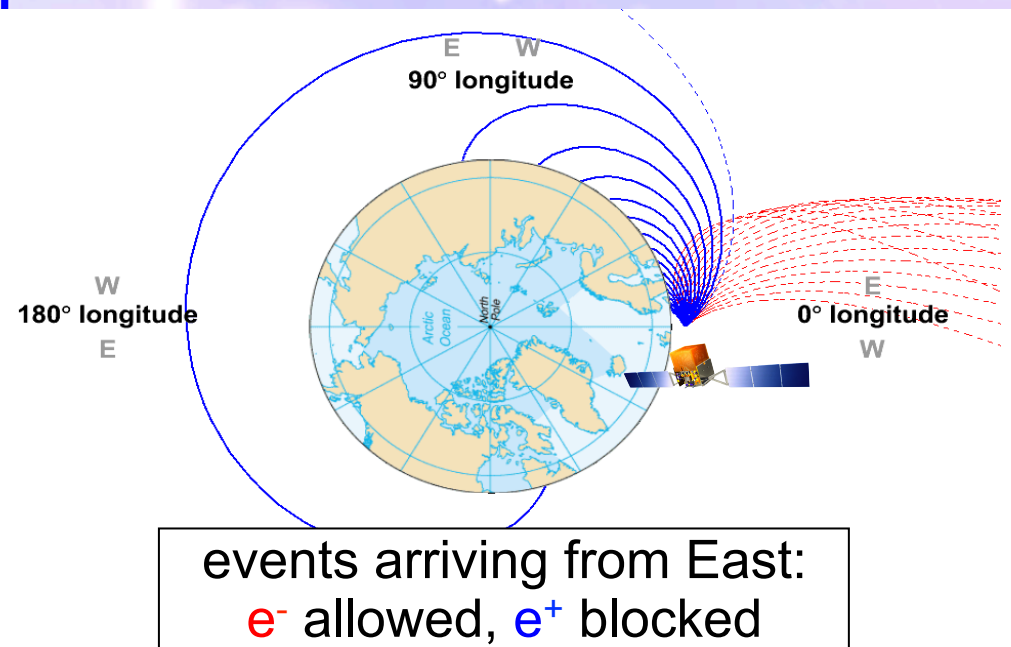 E W
90° longitude
W
180° longitude
E
Arctic Ocean
North Pole
E
0° longitude
W
events arriving from East:
e⁻ allowed, e⁺ blocked